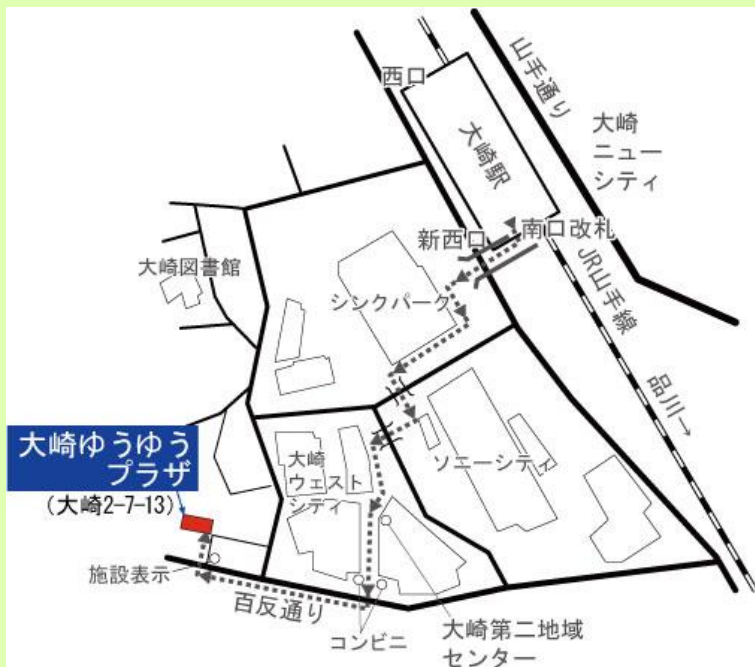 西口
山手通り
大崎
ニュー
シティ
大崎駅
新西口
南口改札
大崎図書館
シンクパーク
JR山手線
品川→
大崎ゆうゆう
プラザ
(大崎2-7-13)
大崎
ウェスト
シティ
ソニーシティ
施設表示
百反通り
コンビニ
大崎第二地域
センター